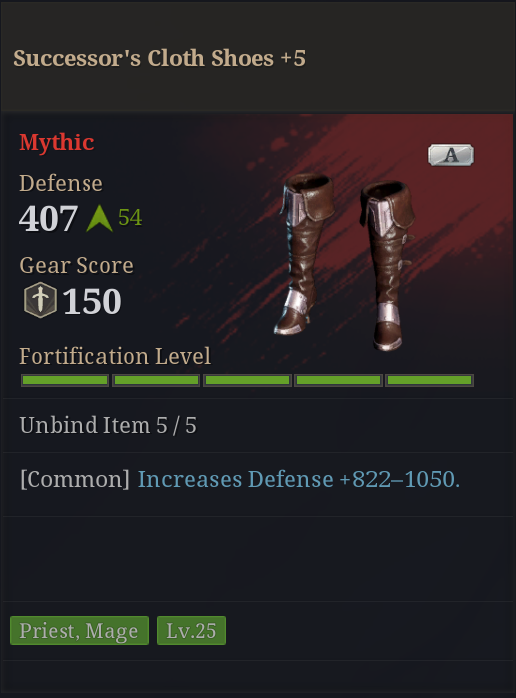 Successor's Cloth Shoes +5
Mythic
A
Defense
407 54
Gear Score
150
Fortification Level
Unbind Item 5 / 5
[Common] Increases Defense +822–1050.
Priest, Mage Lv.25